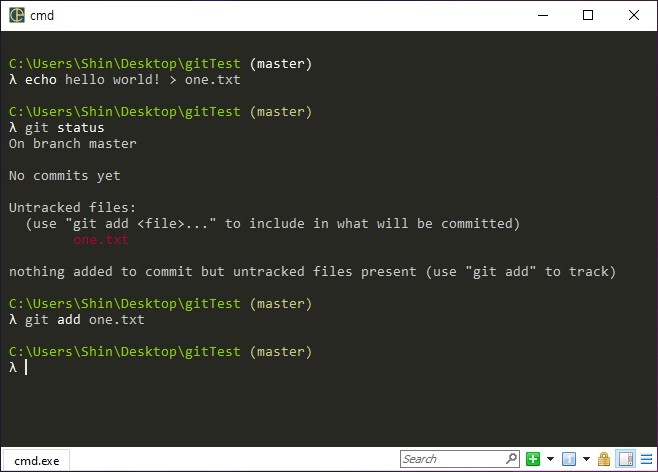 cmd
C:\Users\Shin\Desktop\gitTest (master)
λ echo hello world! > one.txt
C:\Users\Shin\Desktop\gitTest (master)
λ git status
On branch master
No commits yet
Untracked files:
(use "git add <file>..." to include in what will be committed)
one.txt
nothing added to commit but untracked files present (use "git add" to track)
C:\Users\Shin\Desktop\gitTest (master)
λ git add one.txt
C:\Users\Shin\Desktop\gitTest (master)
λ
cmd.exe
Search